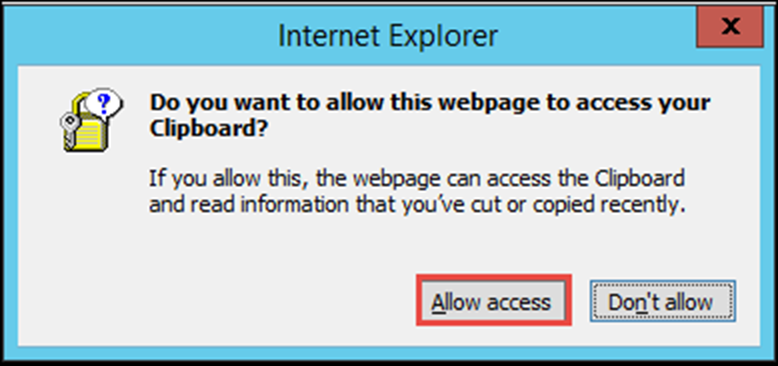 Internet Explorer
X
?
Do you want to allow this webpage to access your
Clipboard?
If you allow this, the webpage can access the Clipboard
and read information that you've cut or copied recently.
Allow access
Don't allow